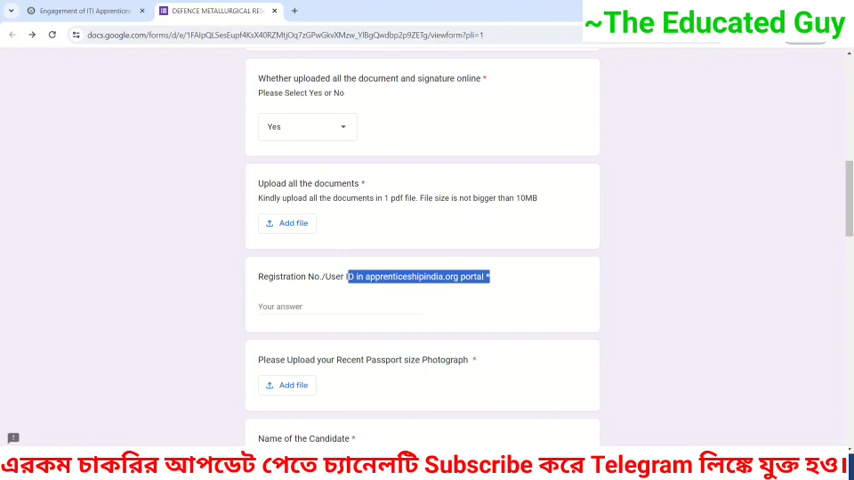 Engagement of ITI Apprentices
DEFENCE METALLURGICAL RES
~The Educated Guy
docs.google.com/forms/d/e/1FAIpQLSesEupf4KsX40RZMtjOq7zGPwGkvXMzw_YlBgQwdbp2p9ZETg/viewform?pli=1
Whether uploaded all the document and signature online *
Please Select Yes or No
Yes
Upload all the documents *
Kindly upload all the documents in 1 pdf file. File size is not bigger than 10MB
Add file
Registration No./User ID in apprenticeshipindia.org portal *
Your answer
Please Upload your Recent Passport size Photograph *
Add file
Name of the Candidate *
এরকম চাকরির আপডেট পেতে চ্যানেলটি Subscribe করে Telegram লিঙ্কে যুক্ত হও।